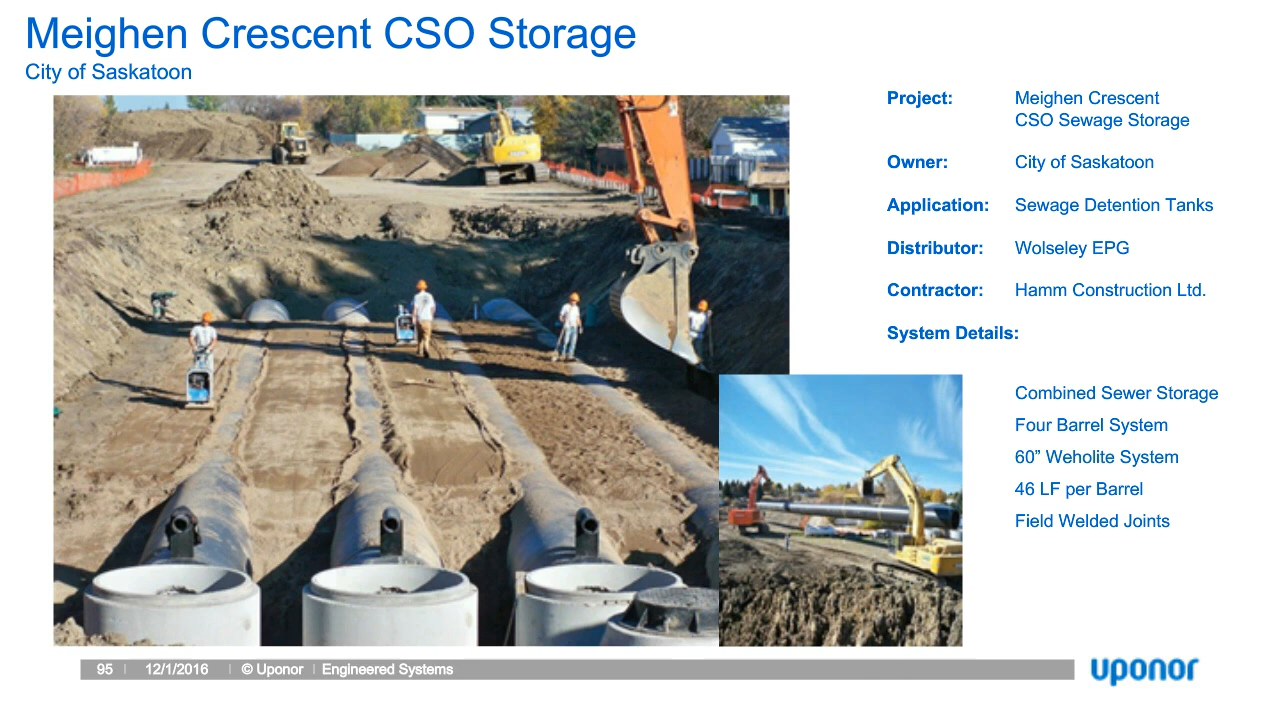 Meighen Crescent CSO Storage
City of Saskatoon
Project: Meighen Crescent
CSO Sewage Storage
Owner: City of Saskatoon
Application: Sewage Detention Tanks
Distributor: Wolseley EPG
Contractor: Hamm Construction Ltd.
System Details:
Combined Sewer Storage
Four Barrel System
60” Weholite System
46 LF per Barrel
Field Welded Joints
95 | 12/1/2016 | © Uponor | Engineered Systems
uponor